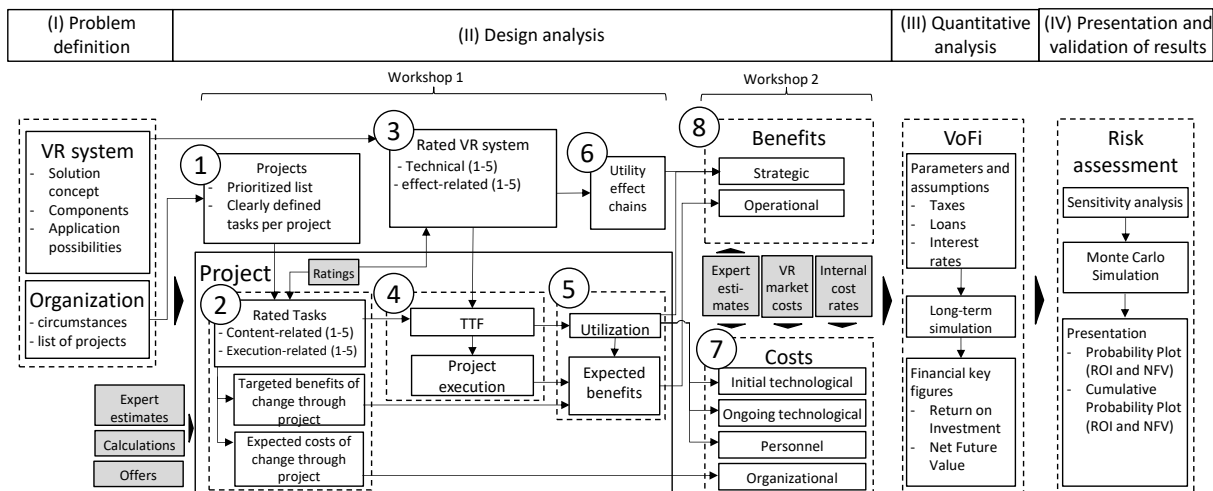 (I) Problem
definition
(II) Design analysis
(III) Quantitative
analysis
(IV) Presentation and
validation of results
Workshop 1
Workshop 2
VR system
- Solution
concept
- Components
- Application
possibilities
Organization
- circumstances
- list of projects
Expert
estimates
Calculations
Offers
1
Projects
- Prioritized list
- Clearly defined
tasks per project
3
Rated VR system
- Technical (1-5)
- effect-related (1-5)
6
Utility
effect
chains
Project
Ratings
2
Rated Tasks
- Content-related (1-5)
- Execution-related (1-5)
Targeted benefits of
change through
project
Expected costs of
change through
project
4
TTF
Project
execution
5
Utilization
Expected
benefits
8
Benefits
Strategic
Operational
Expert
esti-
mates
VR
market
costs
Internal
cost
rates
7
Costs
Initial technological
Ongoing technological
Personnel
Organizational
VoFi
Parameters and
assumptions
- Taxes
- Loans
- Interest
rates
Long-term
simulation
Financial key
figures
- Return on
Investment
- Net Future
Value
Risk
assessment
Sensitivity analysis
Monte Carlo
Simulation
Presentation
- Probability Plot
(ROI and NFV)
- Cumulative
Probability Plot
(ROI and NFV)